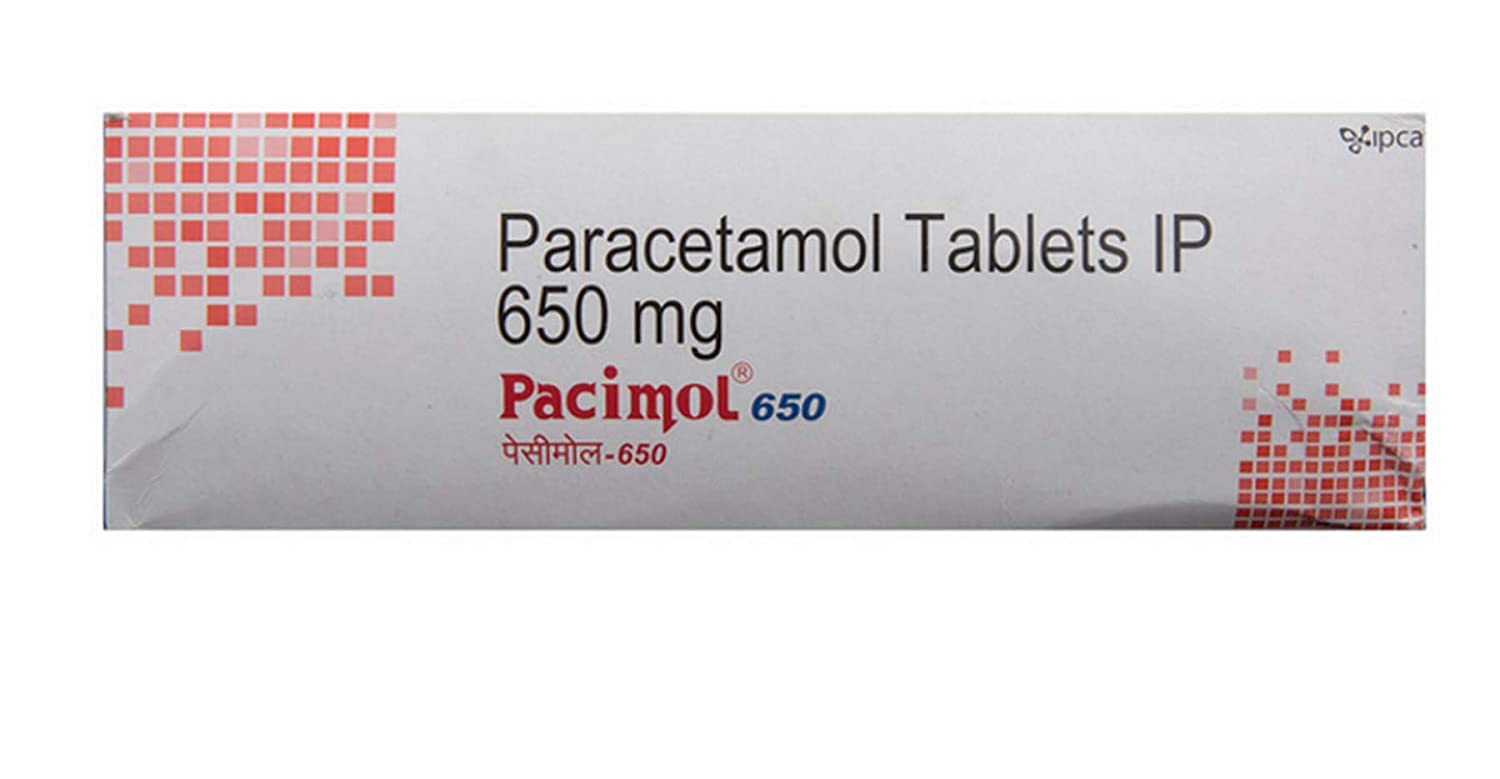 ipca
Paracetamol Tablets IP
650 mg
Pacimol® 650
पेसीमोल-650